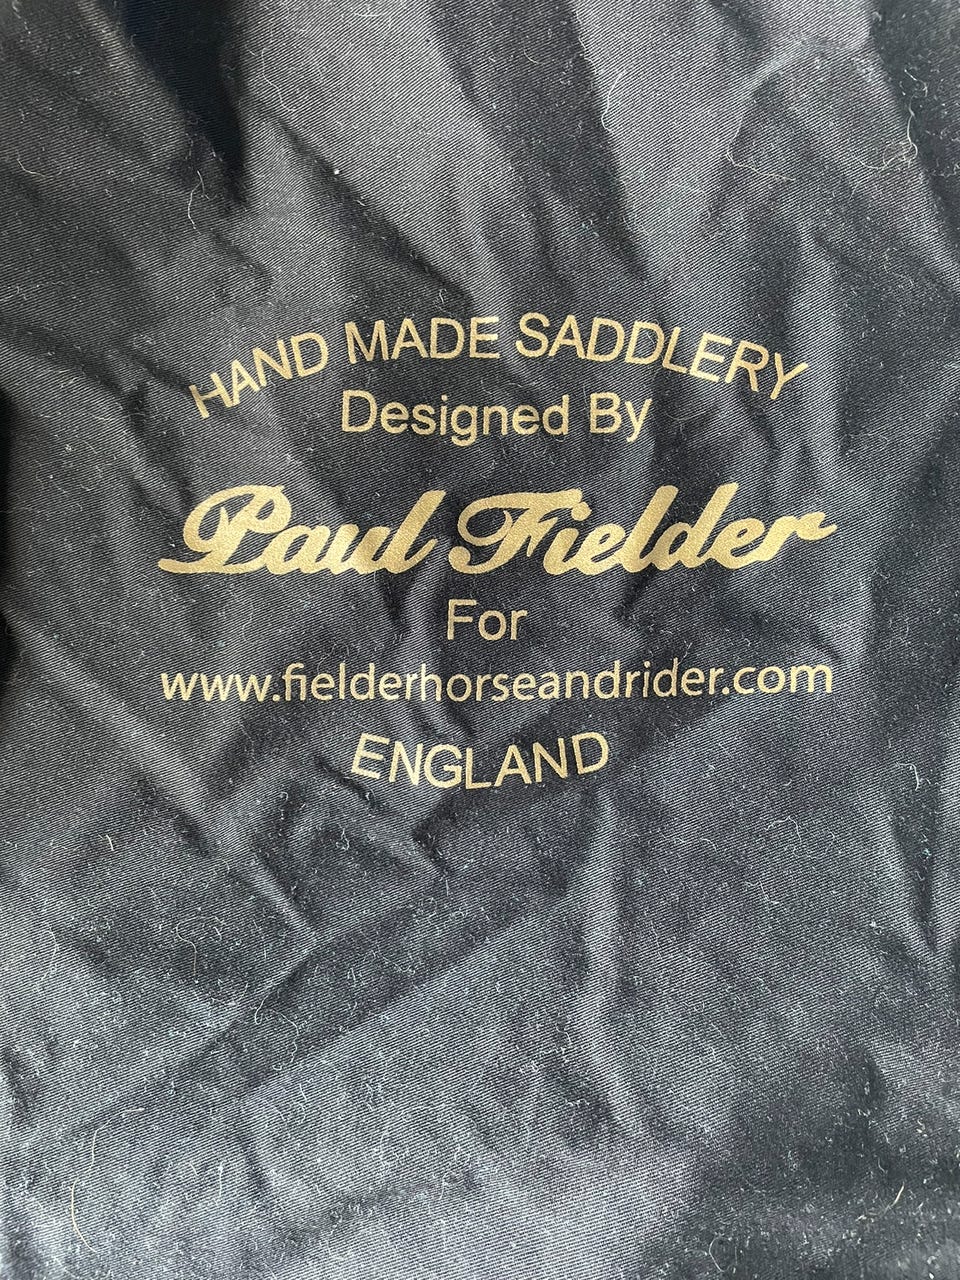 HAND MADE SADDLERY
Designed By
Paul Fielder
For
www.fielderhorseandrider.com
ENGLAND